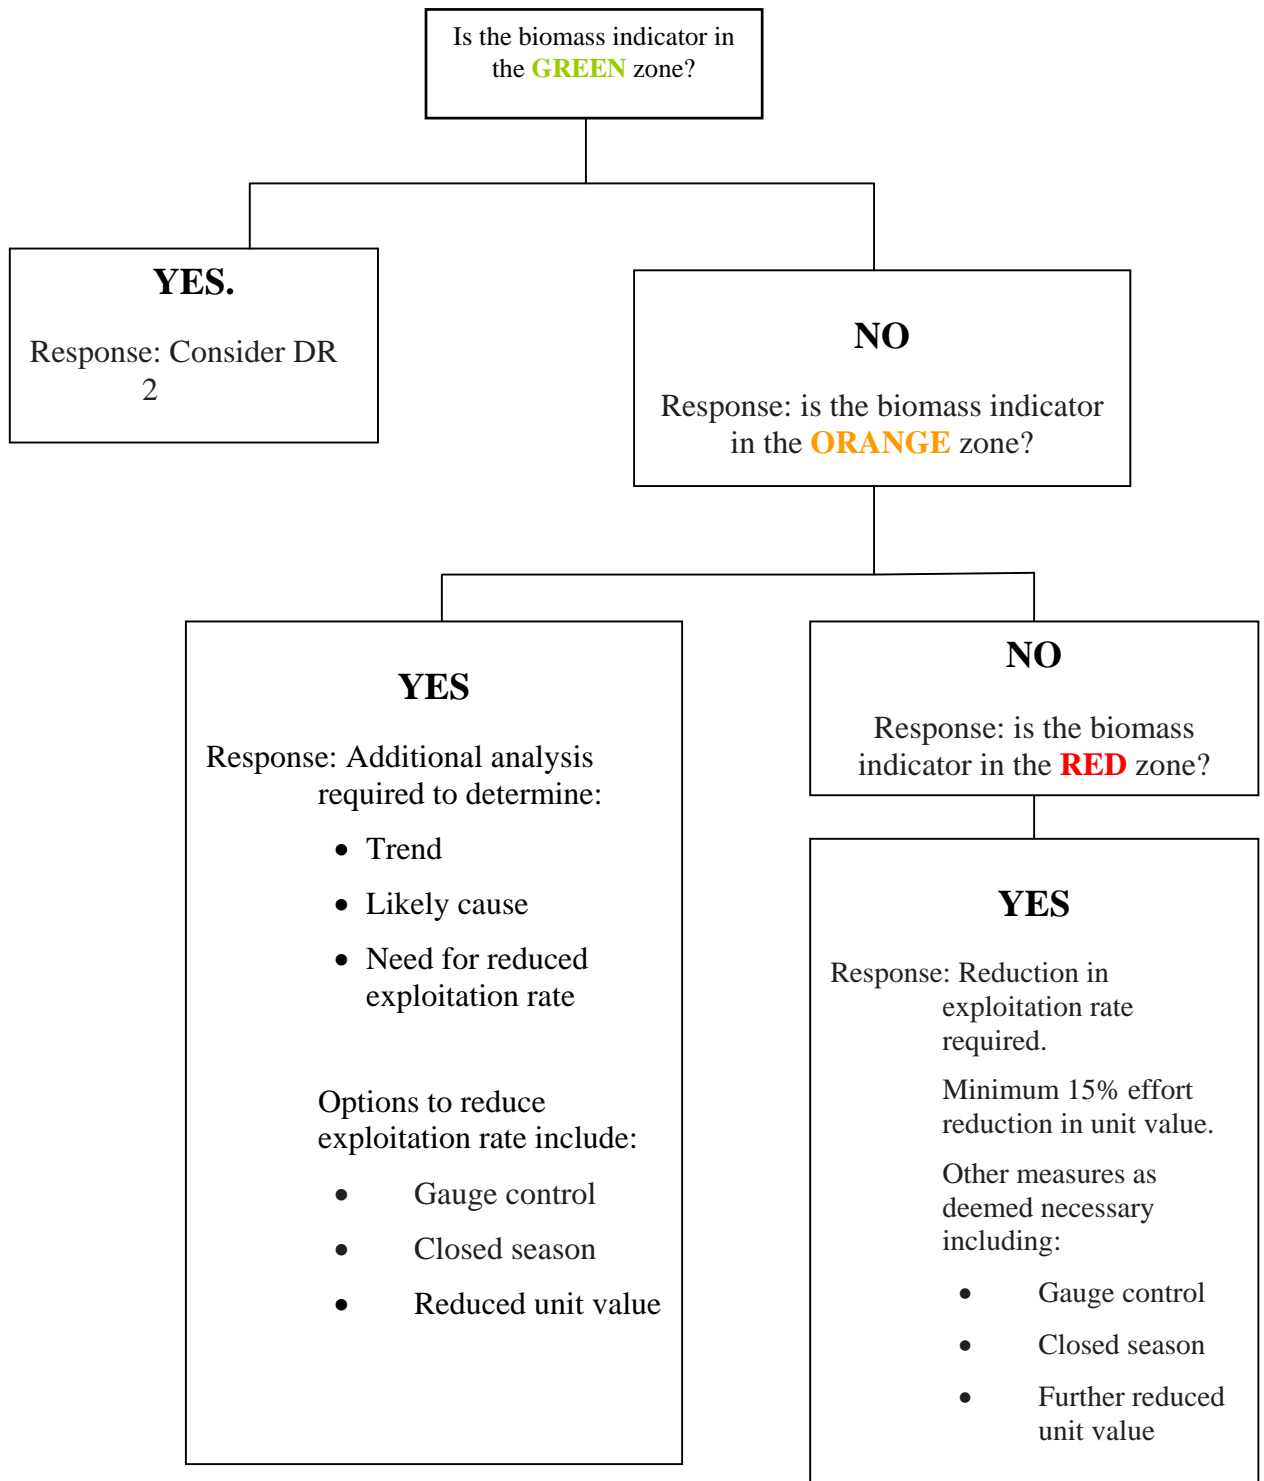 Is the biomass indicator in
the GREEN zone?
YES.
Response: Consider DR
2
NO
Response: is the biomass indicator
in the ORANGE zone?
YES
Response: Additional analysis
required to determine:
• Trend
• Likely cause
• Need for reduced
exploitation rate
Options to reduce
exploitation rate include:
• Gauge control
• Closed season
• Reduced unit value
NO
Response: is the biomass
indicator in the RED zone?
YES
Response: Reduction in
exploitation rate
required.
Minimum 15% effort
reduction in unit value.
Other measures as
deemed necessary
including:
• Gauge control
• Closed season
• Further reduced
unit value